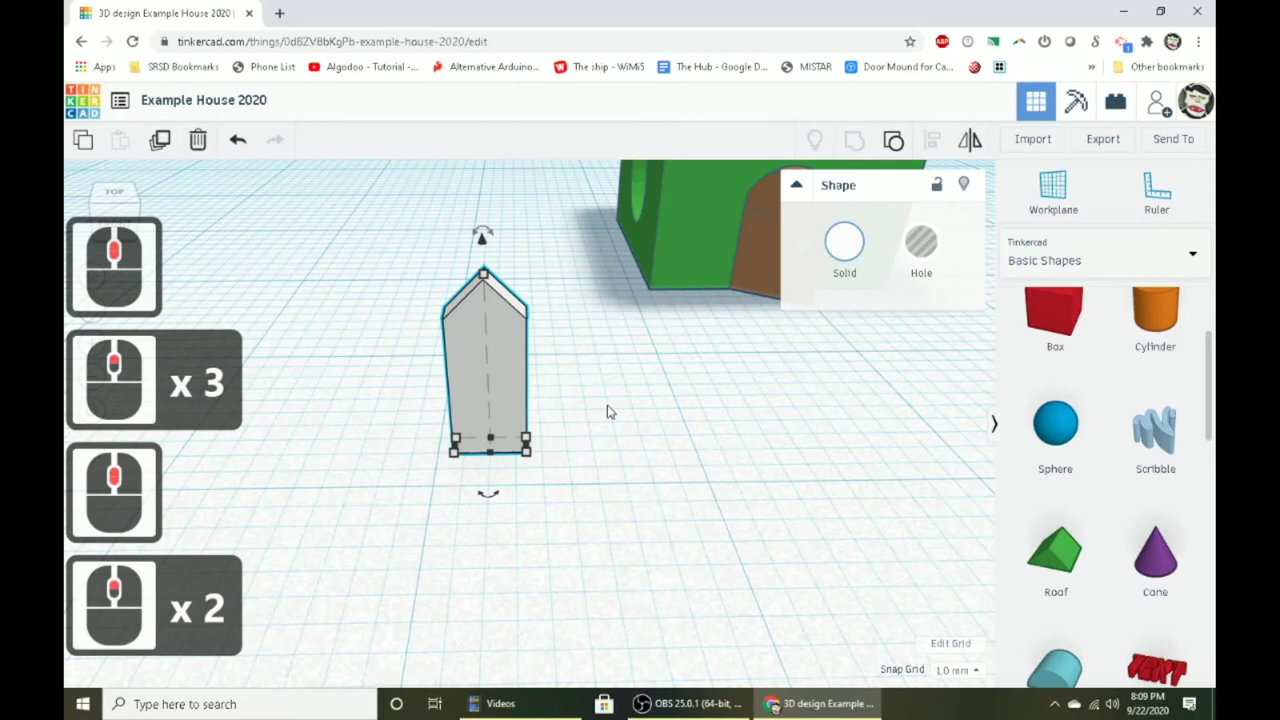 3D design Example House 2020 |
tinkercad.com/things/0d8ZVBbKgPb-example-house-2020/edit
Apps SRSD Bookmarks Phone List Algodoo - Tutorial -... Alternative Arduino... The ship - WiMi5 The Hub - Google D... MISTAR Door Mound for Ca... » Other bookmarks
TIN
KER
CAD
Example House 2020
Import Export Send To
TOP
Shape
Solid Hole
Workplane Ruler
Tinkercad
Basic Shapes
Box Cylinder
Sphere Scribble
Roof Cone
TEXT
x 3
x 2
Edit Grid
Snap Grid 1.0 mm
Type here to search
Videos
OBS 25.0.1 (64-bit, ...
3D design Example ...
8:09 PM
9/22/2020